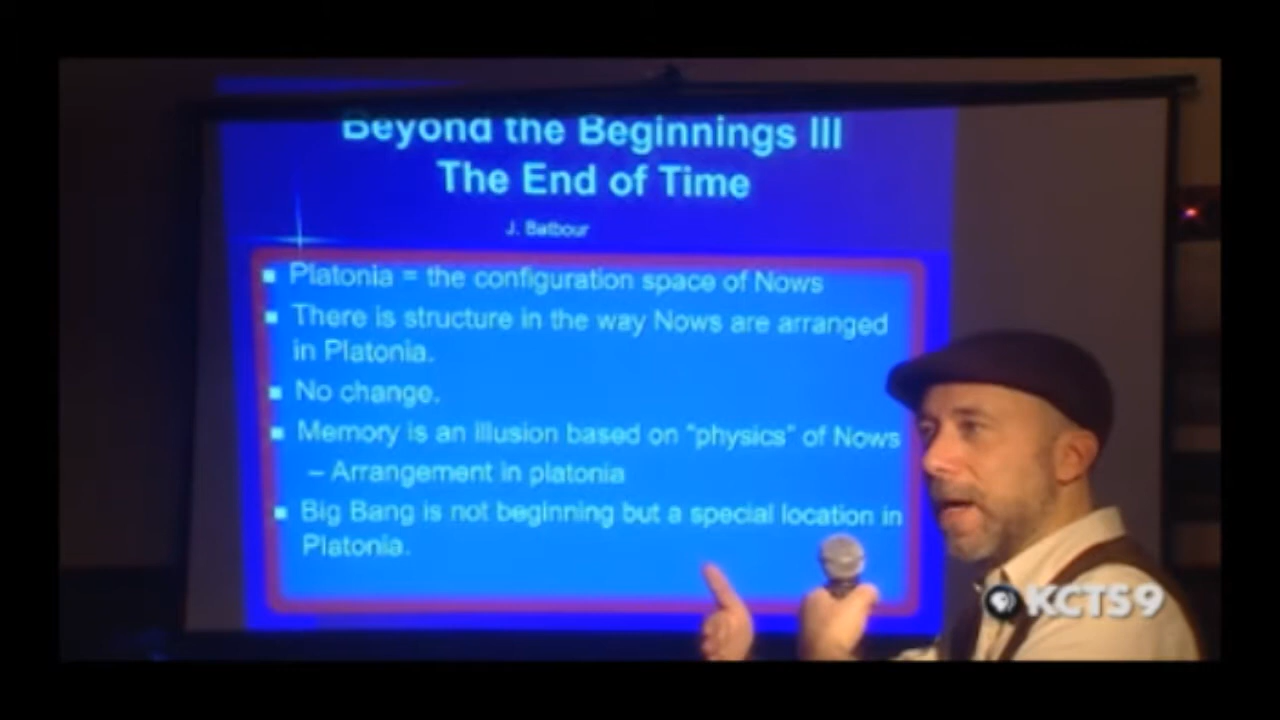 Beyond the Beginnings III
The End of Time
J. Batbour
▪ Platonia = the configuration space of Nows
▪ There is structure in the way Nows are arranged
in Platonia.
▪ No change.
▪ Memory is an Illusion based on "physics" of Nows
– Arrangement in platonia
▪ Big Bang is not beginning but a special location in
Platonia.
KCTS9